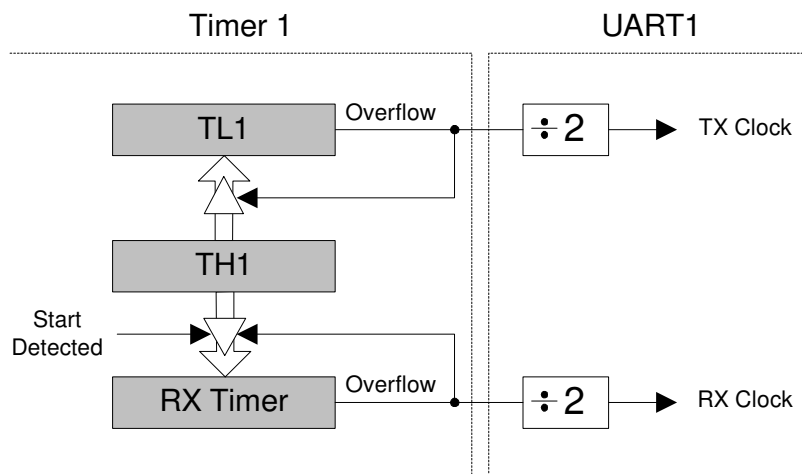 Timer 1
UART1
TL1
Overflow
÷2
TX Clock
TH1
Start
Detected
RX Timer
Overflow
÷2
RX Clock